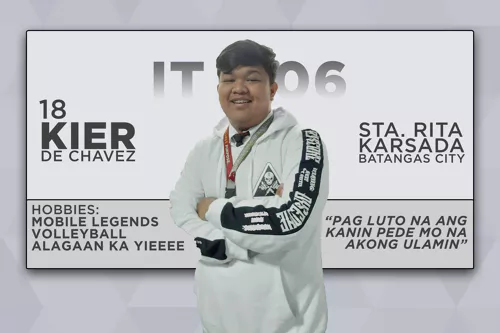 IT 06
18
KIER
DE CHAVEZ
STA. RITA
KARSADA
BATANGAS CITY
HOBBIES:
MOBILE LEGENDS
VOLLEYBALL
ALAGAAN KA YIEEEE
“PAG LUTO NA ANG
KANIN PEDE MO NA
AKONG ULAMIN”